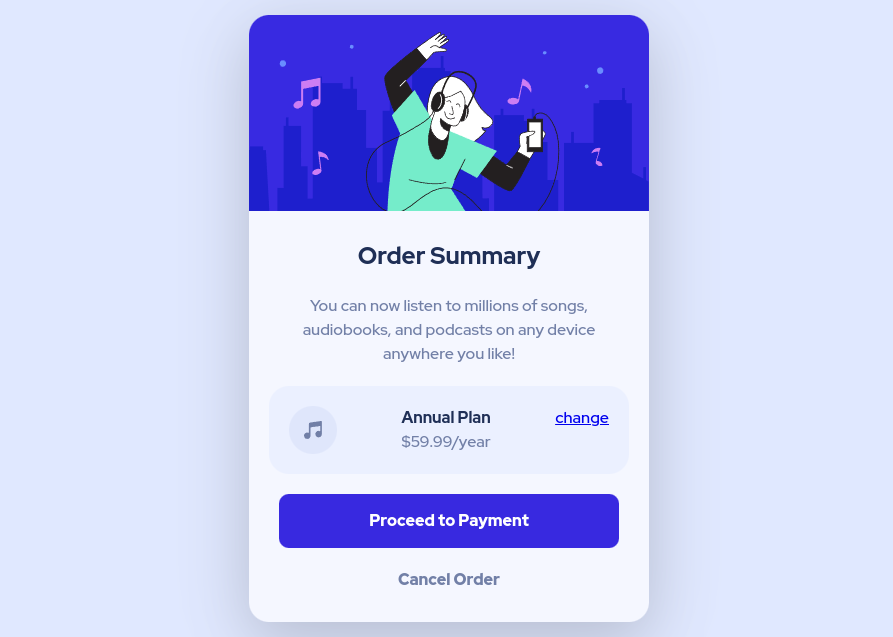 Order Summary
You can now listen to millions of songs,
audiobooks, and podcasts on any device
anywhere you like!
Annual Plan
change
$59.99/year
Proceed to Payment
Cancel Order